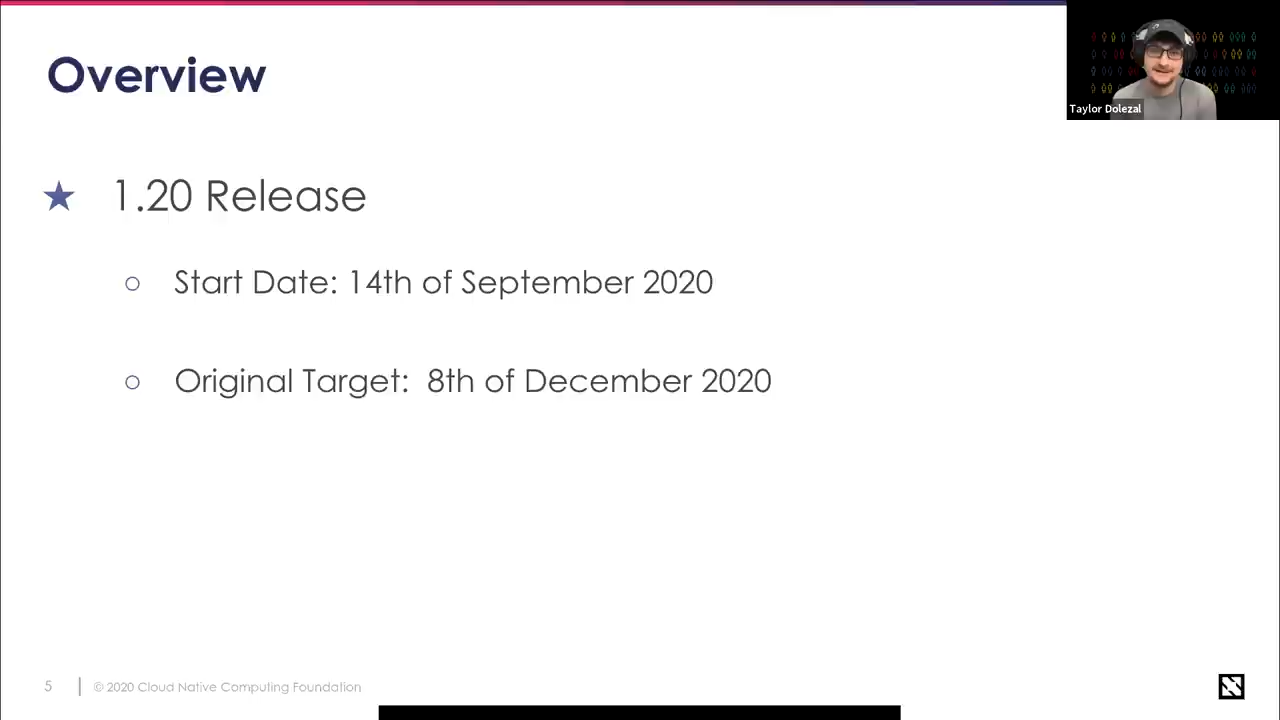 Overview
Taylor Dolezal
★ 1.20 Release
○ Start Date: 14th of September 2020
○ Original Target: 8th of December 2020
5
© 2020 Cloud Native Computing Foundation